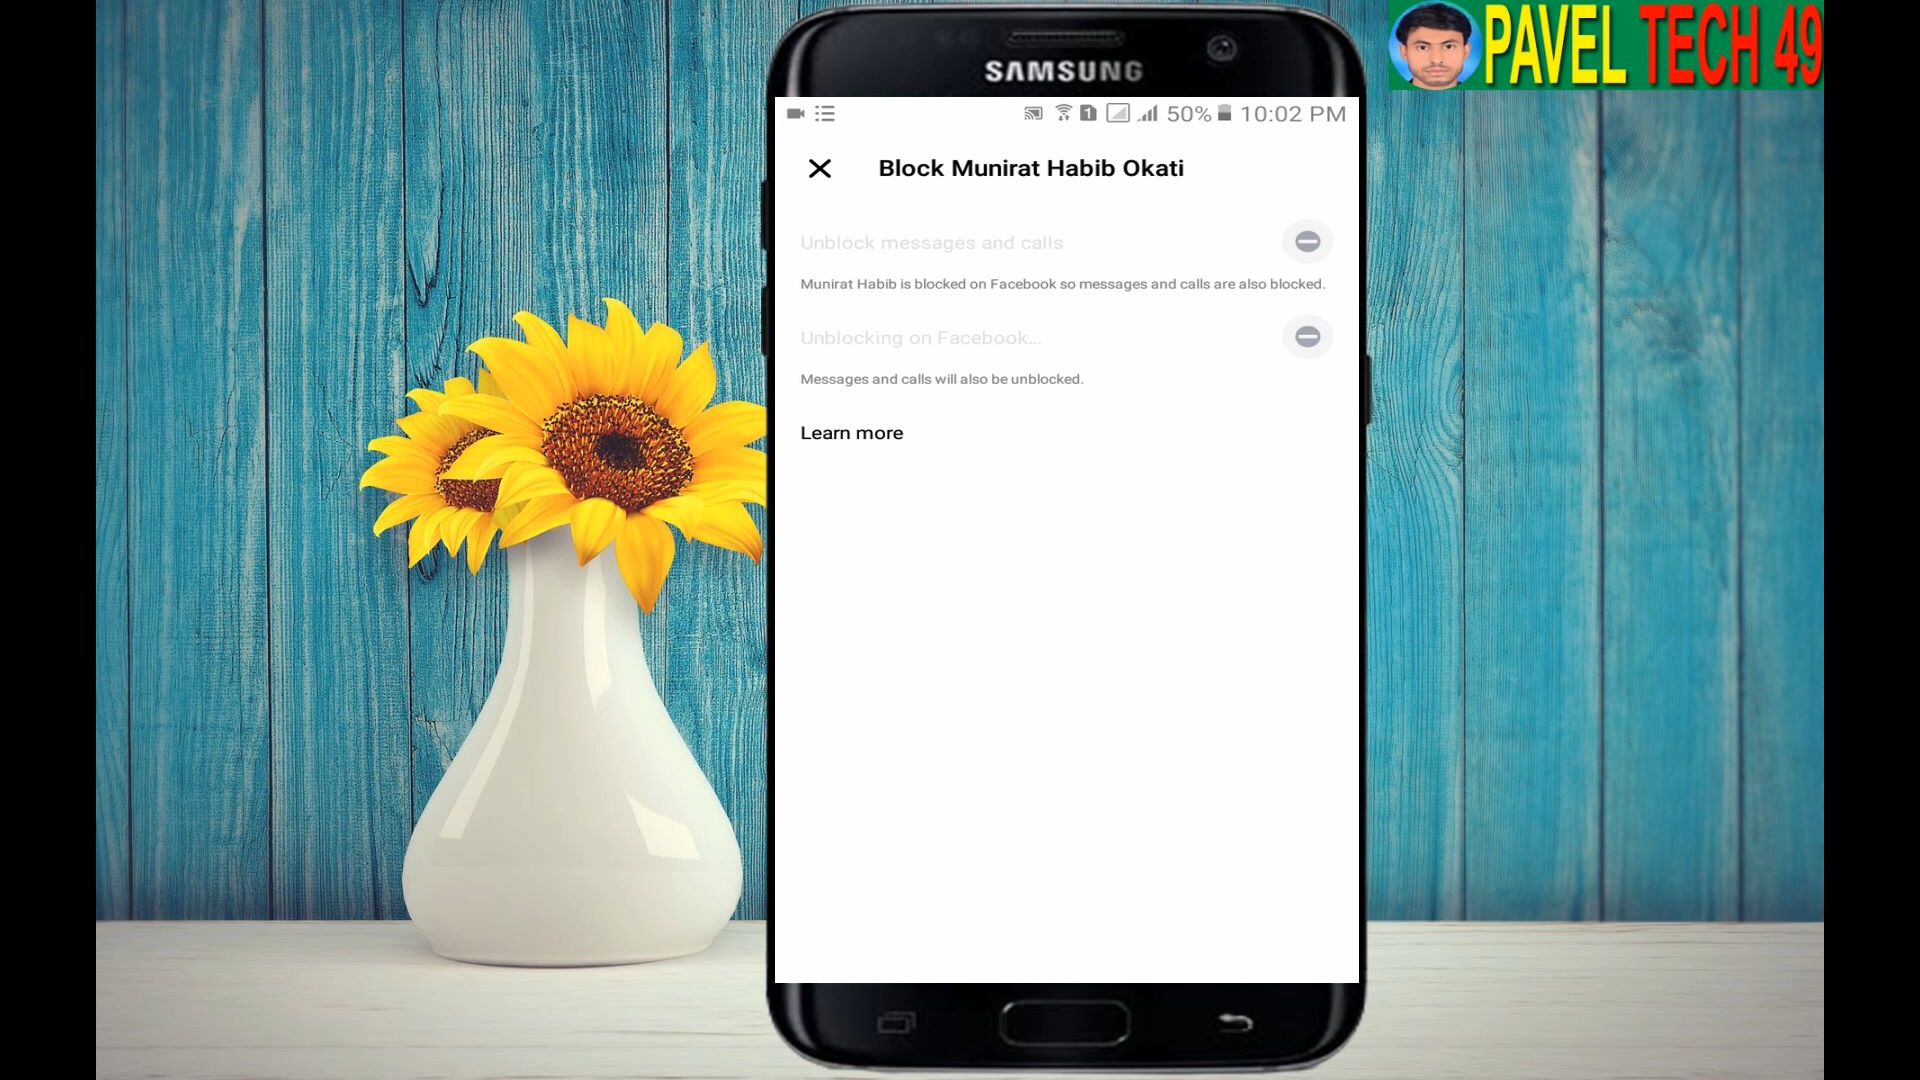 PAVEL TECH 49
SAMSUNG
1 50% 10:02 PM
Block Munirat Habib Okati
Unblock messages and calls
Munirat Habib is blocked on Facebook so messages and calls are also blocked.
Unblocking on Facebook...
Messages and calls will also be unblocked.
Learn more